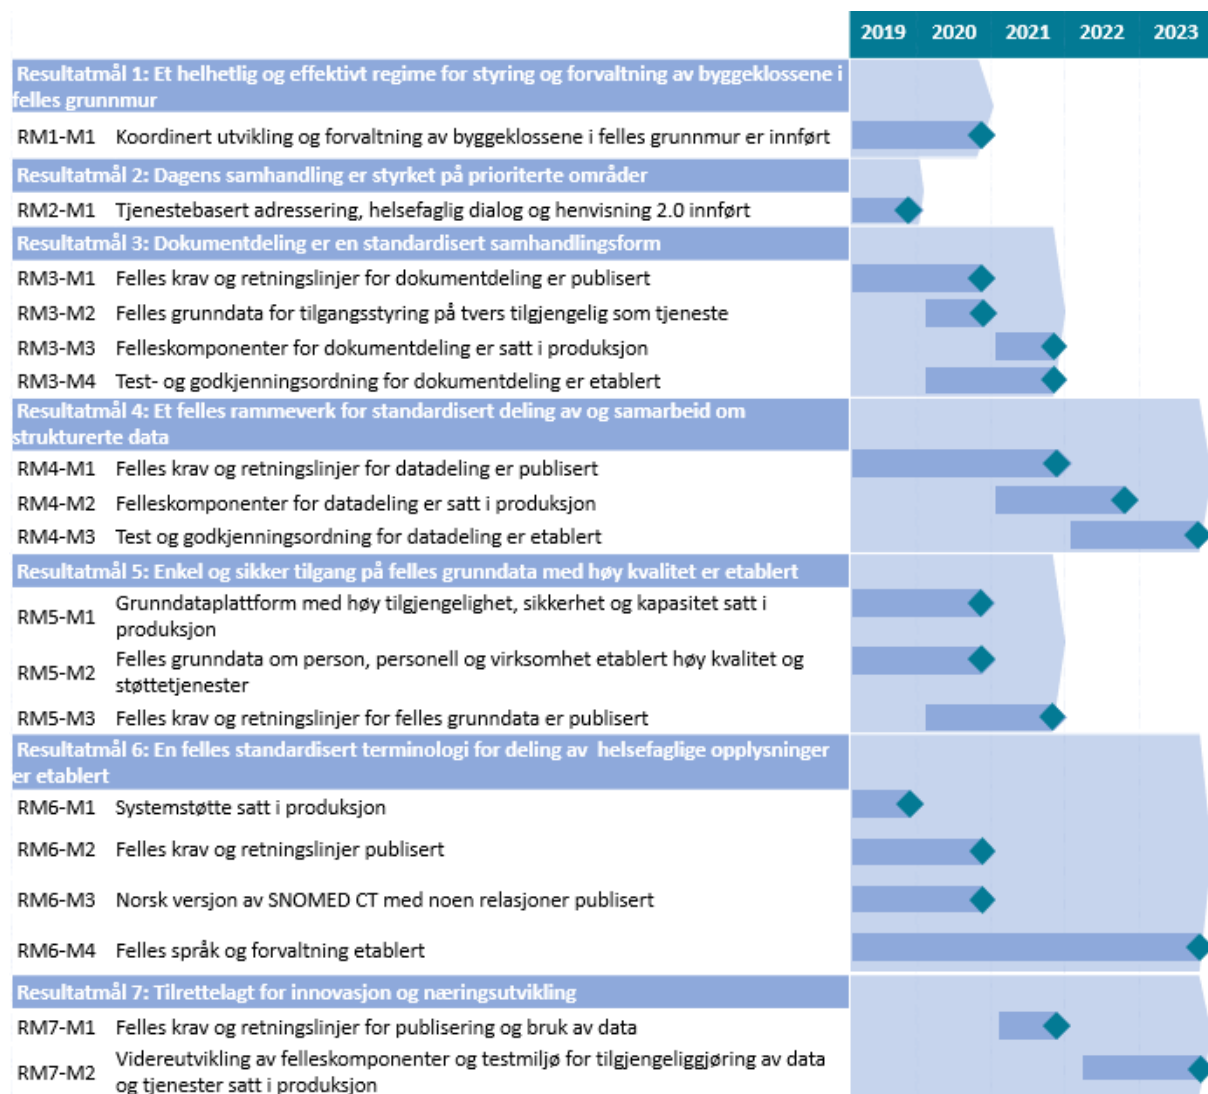 2019 2020 2021 2022 2023
Resultatmål 1: Et helhetlig og effektivt regime for styring og forvaltning av byggeklossene i
felles grunnmur
RM1-M1 Koordinert utvikling og forvaltning av byggeklossene i felles grunnmur er innført
Resultatmål 2: Dagens samhandling er styrket på prioriterte områder
RM2-M1 Tjenestebasert adressering, helsefaglig dialog og henvisning 2.0 innført
Resultatmål 3: Dokumentdeling er en standardisert samhandlingsform
RM3-M1 Felles krav og retningslinjer for dokumentdeling er publisert
RM3-M2 Felles grunndata for tilgangsstyring på tvers tilgjengelig som tjeneste
RM3-M3 Felleskomponenter for dokumentdeling er satt i produksjon
RM3-M4 Test- og godkjenningsordning for dokumentdeling er etablert
Resultatmål 4: Et felles rammeverk for standardisert deling av og samarbeid om
strukturerte data
RM4-M1 Felles krav og retningslinjer for datadeling er publisert
RM4-M2 Felleskomponenter for datadeling er satt i produksjon
RM4-M3 Test og godkjenningsordning for datadeling er etablert
Resultatmål 5: Enkel og sikker tilgang på felles grunndata med høy kvalitet er etablert
RM5-M1 Grunndataplattform med høy tilgjengelighet, sikkerhet og kapasitet satt i
produksjon
RM5-M2 Felles grunndata om person, personell og virksomhet etablert høy kvalitet og
støttetjenester
RM5-M3 Felles krav og retningslinjer for felles grunndata er publisert
Resultatmål 6: En felles standardisert terminologi for deling av helsefaglige opplysninger
er etablert
RM6-M1 Systemstøtte satt i produksjon
RM6-M2 Felles krav og retningslinjer publisert
RM6-M3 Norsk versjon av SNOMED CT med noen relasjoner publisert
RM6-M4 Felles språk og forvaltning etablert
Resultatmål 7: Tilrettelagt for innovasjon og næringsutvikling
RM7-M1 Felles krav og retningslinjer for publisering og bruk av data
RM7-M2 Videreutvikling av felleskomponenter og testmiljø for tilgjengeliggjøring av data
og tjenester satt i produksjon